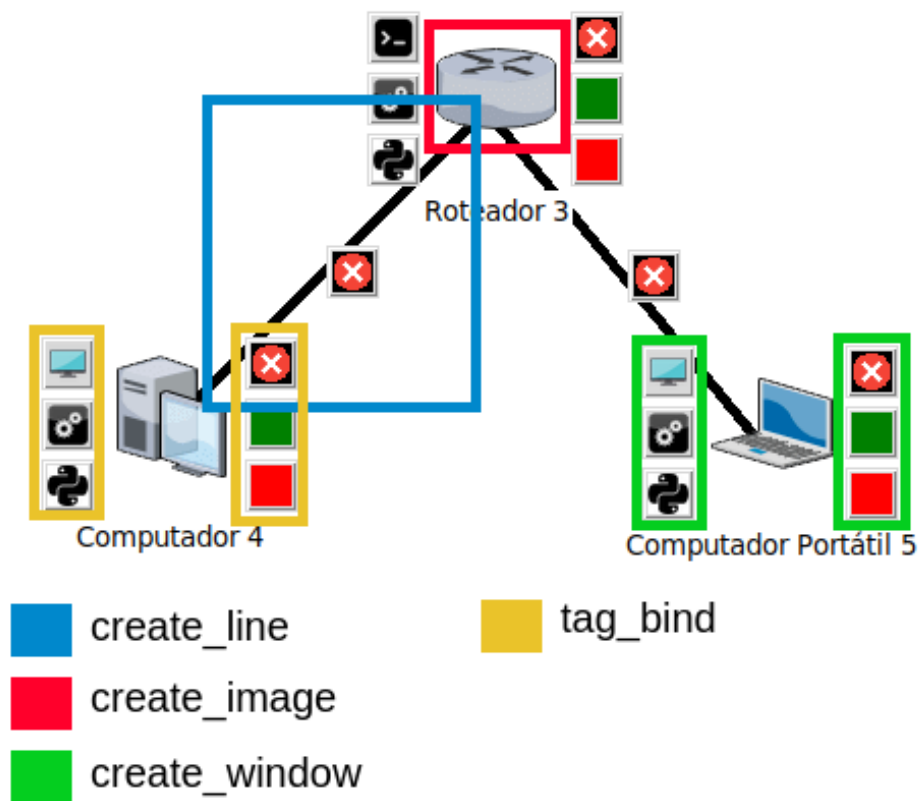 Roteador 3
Computador 4
Computador Portátil 5
create_line
tag_bind
create_image
create_window